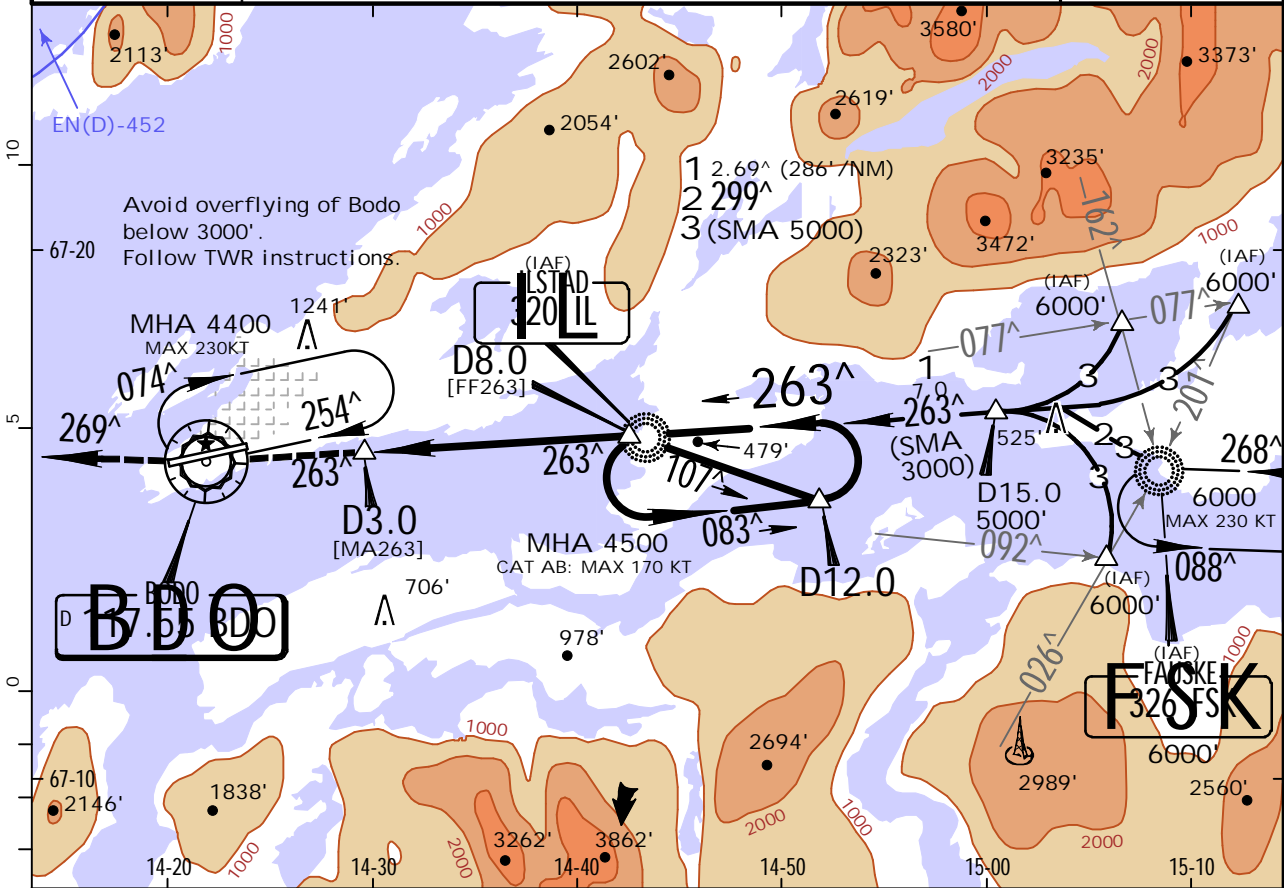 2113'
1000
2602'
3580'
2000
2000
3373'
EN(D)-452
2054'
2619'
10
3235'
1 2.69^ (286'/NM)
2 299^
3 (SMA 5000)
162^
Avoid overflying of Bodo
below 3000'.
Follow TWR instructions.
1000
3472'
1000
67-20
2323'
(IAF)
ILSTAD
320 IL
IL
(IAF)
6000'
(IAF)
6000'
1241'
MHA 4400
MAX 230KT
077^
077^
D8.0
[FF263]
1
7.0
3
3
074^
263^
201^
254^
263^
(SMA
3000)
525'
5
269^
2
3
479'
268^
263^
263^
107^
3
D15.0
5000'
6000
MAX 230 KT
D3.0
[MA263]
083^
MHA 4500
CAT AB: MAX 170 KT
092^
088^
D12.0
(IAF)
6000'
706'
BODO
D 117.55 BDO
BDO
978'
1000
026^
(IAF)
FAUSKE
326 FSK
FSK
6000'
0
1000
2694'
67-10
2989'
2146'
1838'
2560'
2000
1000
3262'
3862'
2000
1000
2000
14-20
14-30
14-40
14-50
15-00
15-10